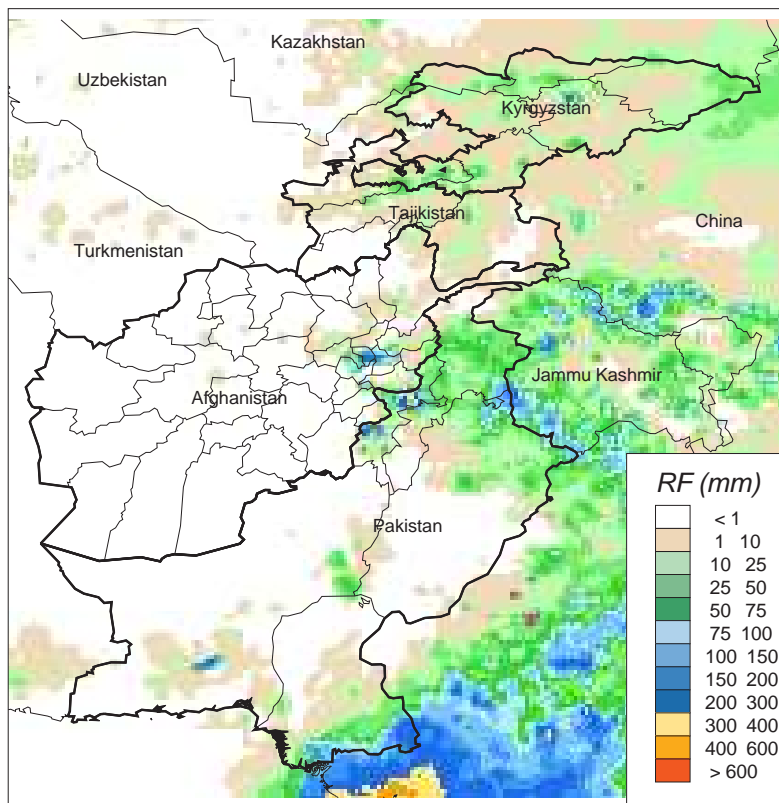 Kazakhstan
Uzbekistan
Kyrgyzstan
Tajikistan
China
Turkmenistan
Jammu Kashmir
Afghanistan
Pakistan
RF (mm)
< 1
1 10
10 25
25 50
50 75
75 100
100 150
150 200
200 300
300 400
400 600
> 600